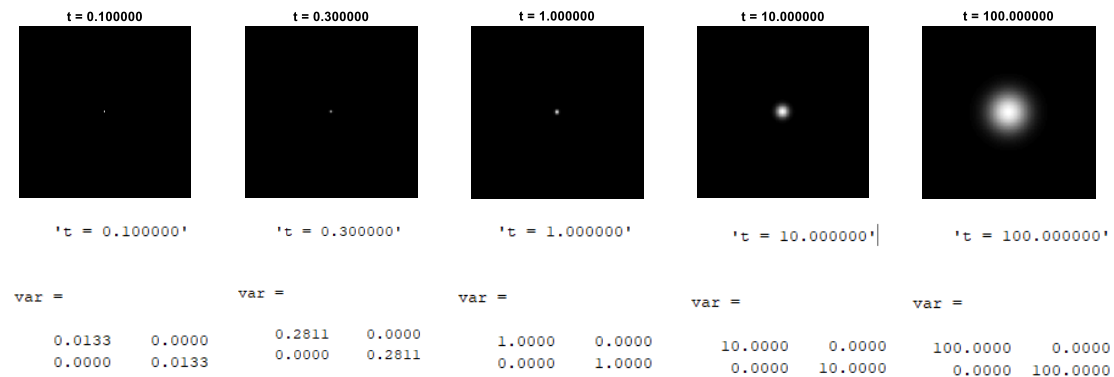 t = 0.100000
t = 0.300000
t = 1.000000
t = 10.000000
t = 100.000000
't = 0.100000'
't = 0.300000'
't = 1.000000'
't = 10.000000'
't = 100.000000'
var =
var =
var =
var =
var =
0.0133 0.0000
0.0000 0.0133
0.2811 0.0000
0.0000 0.2811
1.0000 0.0000
0.0000 1.0000
10.0000 0.0000
0.0000 10.0000
100.0000 0.0000
0.0000 100.0000